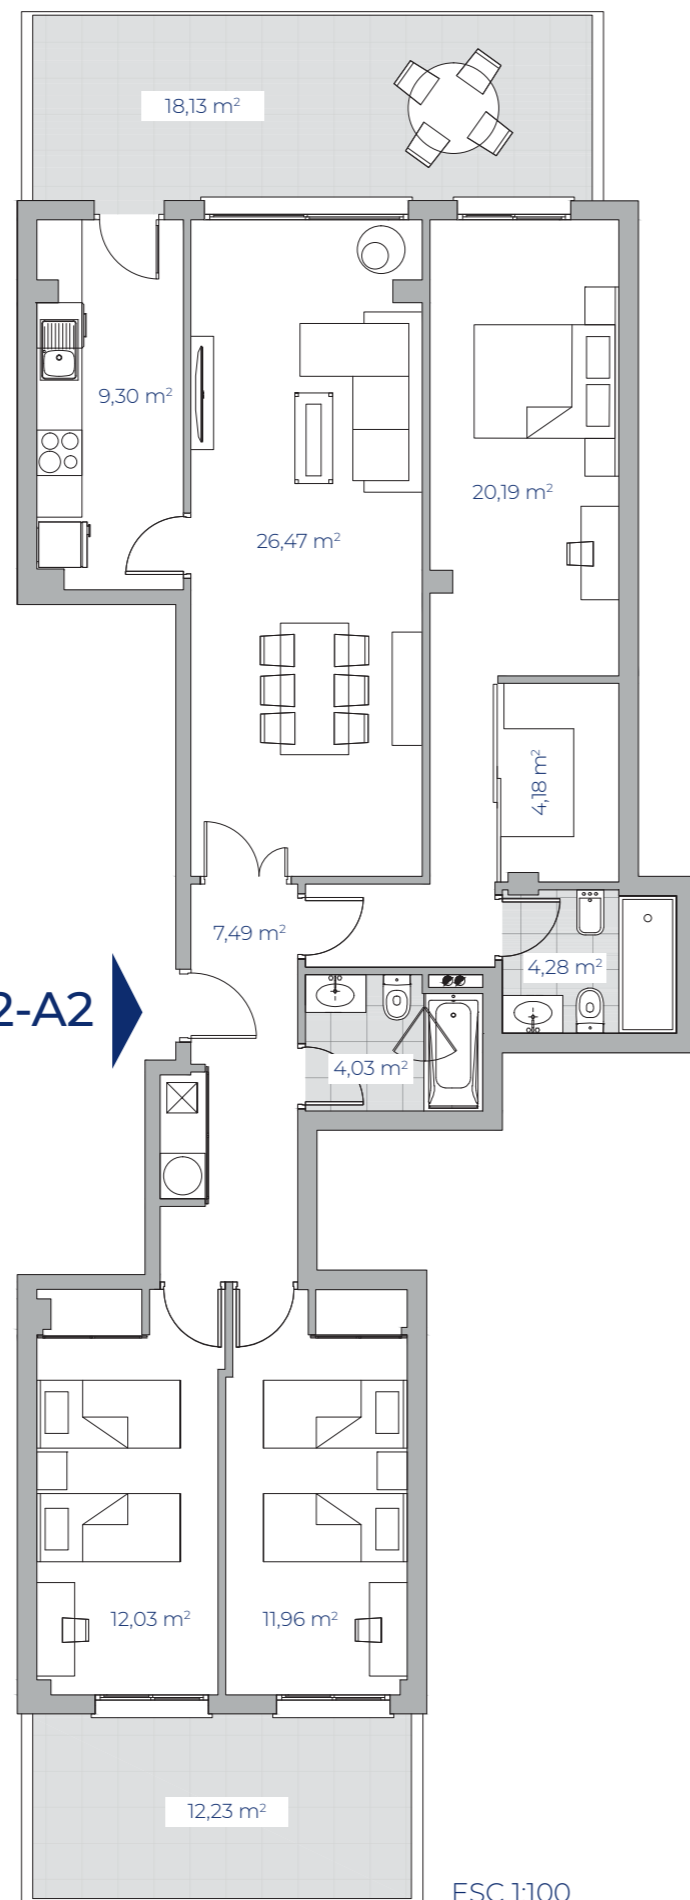 18,13 m²
9,30 m²
20,19 m²
26,47 m²
4,18 m²
7,49 m²
4,28 m²
2-A2
4,03 m²
12,03 m²
11,96 m²
12,23 m²
ESC 1:100